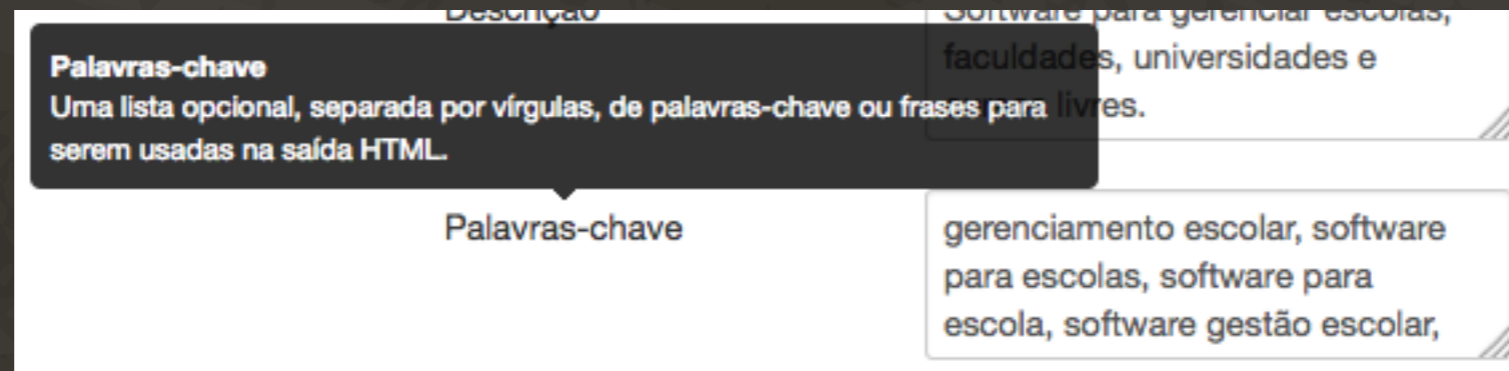 Descrição
Software para gerenciar escolas,
faculdades, universidades e
cursos livres.
Palavras-chave
Uma lista opcional, separada por vírgulas, de palavras-chave ou frases para
serem usadas na saída HTML.
Palavras-chave
gerenciamento escolar, software
para escolas, software para
escola, software gestão escolar,